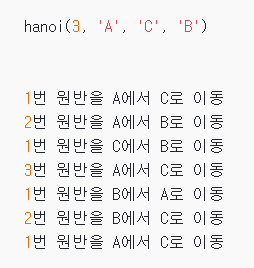 hanoi(3, 'A', 'C', 'B')
1번 원반을 A에서 C로 이동
2번 원반을 A에서 B로 이동
1번 원반을 C에서 B로 이동
3번 원반을 A에서 C로 이동
1번 원반을 B에서 A로 이동
2번 원반을 B에서 C로 이동
1번 원반을 A에서 C로 이동